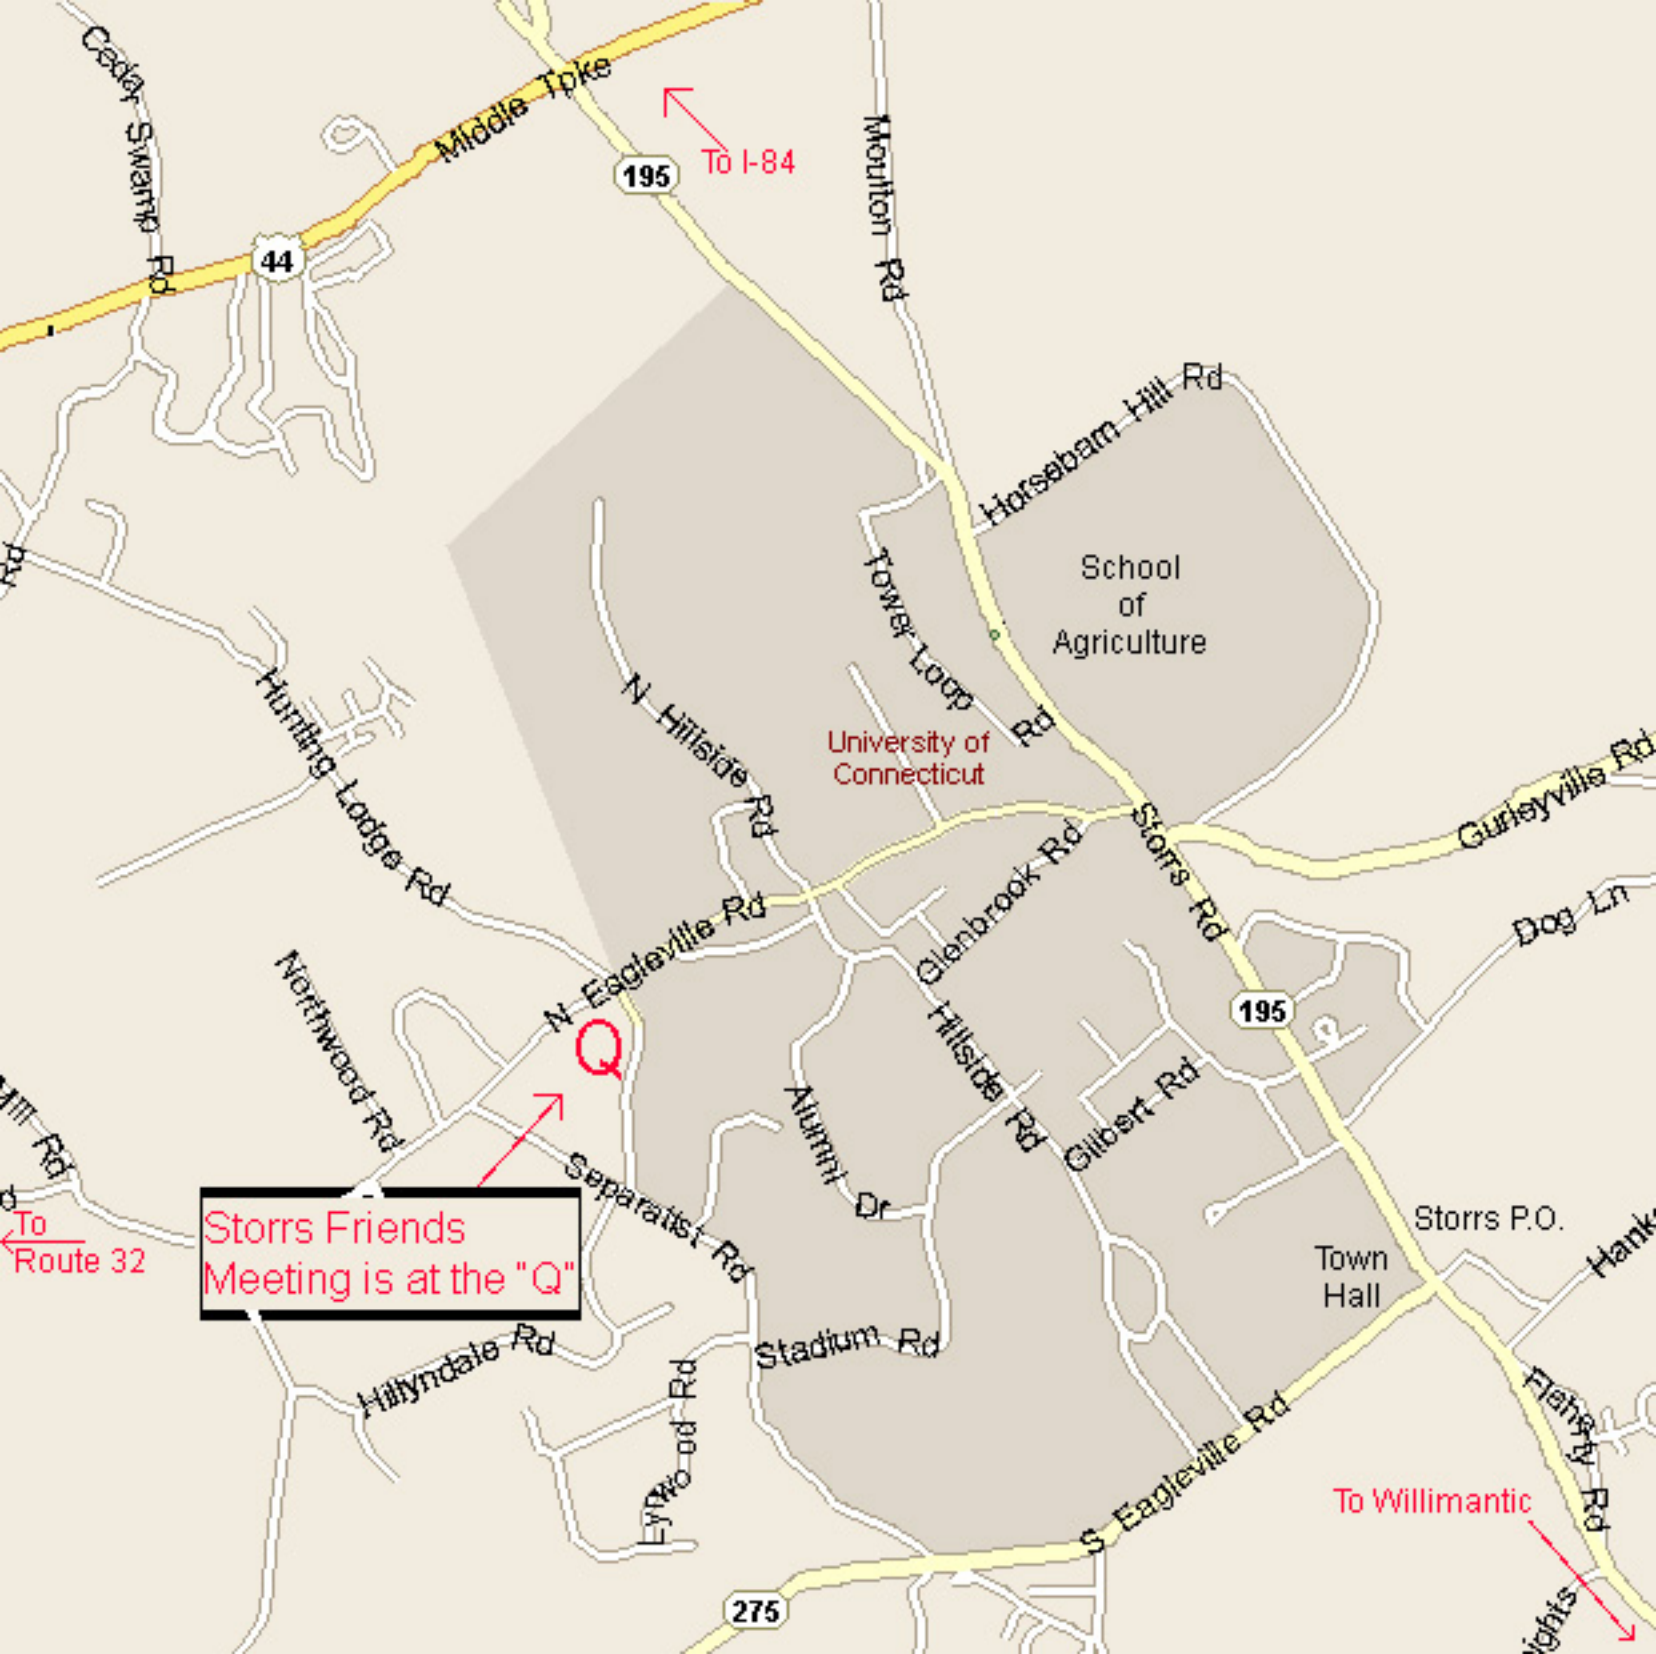 Cedar Swamp Rd
Middle Tpke
To I-84
195
Moulton Rd
44
Horsebarn Hill Rd
School
of
Agriculture
Tower Loop Rd
Rd
N Hillside Rd
Hunting Lodge Rd
University of
Connecticut
Gurleyville Rd
Storrs Rd
Glenbrook Rd
Dog Ln
N Eagleville Rd
Northwood Rd
Q
195
Hillside Rd
Gilbert Rd
Alumni Dr
Mill Rd
Separatist Rd
d
To
Route 32
Storrs Friends
Meeting is at the "Q"
Storrs P.O.
Town
Hall
Hanks
Hillyndale Rd
Stadium Rd
Lynwood Rd
Flaherty Rd
S Eagleville Rd
To Willimantic
275
ights